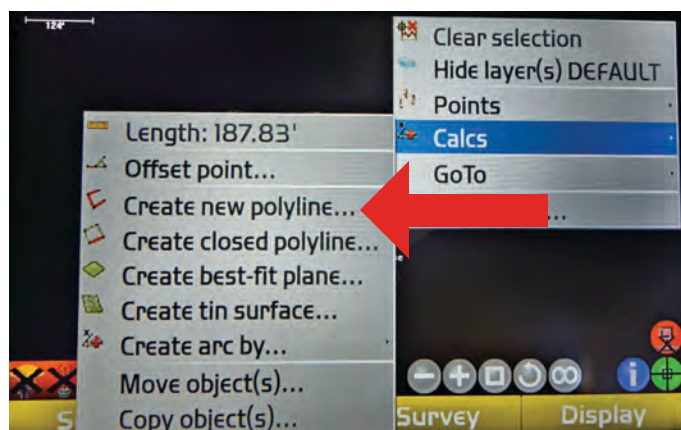 124'
Clear selection
Hide layer(s) DEFAULT
Points
Calcs
GoTo
...
Length: 187.83'
Offset point...
Create new polyline...
Create closed polyline...
Create best-fit plane...
Create tin surface...
Create arc by...
Move object(s)...
Copy object(s)...
S
Survey
Display